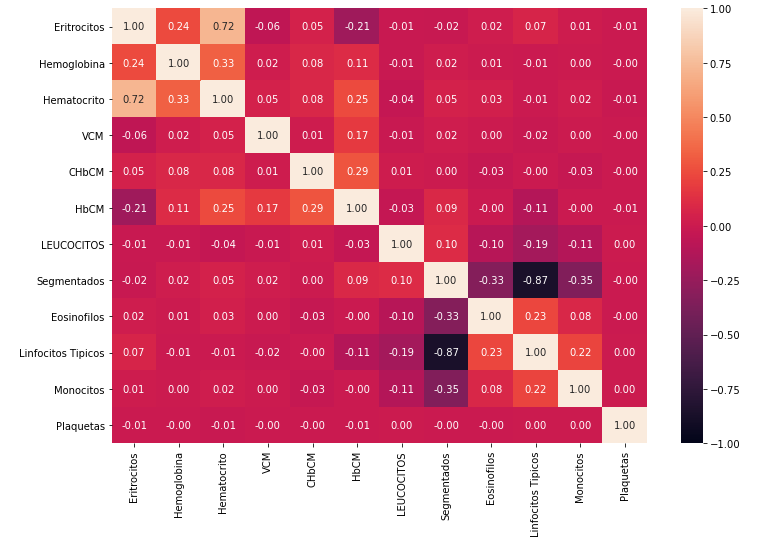 Eritrocitos 1.00 0.24 0.72 -0.06 0.05 -0.21 -0.01 -0.02 0.02 0.07 0.01 -0.01
Hemoglobina 0.24 1.00 0.33 0.02 0.08 0.11 -0.01 0.02 0.01 -0.01 0.00 -0.00
Hematocrito 0.72 0.33 1.00 0.05 0.08 0.25 -0.04 0.05 0.03 -0.01 0.02 -0.01
VCM -0.06 0.02 0.05 1.00 0.01 0.17 -0.01 0.02 0.00 -0.02 0.00 -0.00
CHbCM 0.05 0.08 0.08 0.01 1.00 0.29 0.01 0.00 -0.03 -0.00 -0.03 -0.00
HbCM -0.21 0.11 0.25 0.17 0.29 1.00 -0.03 0.09 -0.00 -0.11 -0.00 -0.01
LEUCOCITOS -0.01 -0.01 -0.04 -0.01 0.01 -0.03 1.00 0.10 -0.10 -0.19 -0.11 0.00
Segmentados -0.02 0.02 0.05 0.02 0.00 0.09 0.10 1.00 -0.33 -0.87 -0.35 -0.00
Eosinofilos 0.02 0.01 0.03 0.00 -0.03 -0.00 -0.10 -0.33 1.00 0.23 0.08 -0.00
Linfocitos Tipicos 0.07 -0.01 -0.01 -0.02 -0.00 -0.11 -0.19 -0.87 0.23 1.00 0.22 0.00
Monocitos 0.01 0.00 0.02 0.00 -0.03 -0.00 -0.11 -0.35 0.08 0.22 1.00 0.00
Plaquetas -0.01 -0.00 -0.01 -0.00 -0.00 -0.01 0.00 -0.00 -0.00 0.00 0.00 1.00
Eritrocitos
Hemoglobina
Hematocrito
VCM
CHbCM
HbCM
LEUCOCITOS
Segmentados
Eosinofilos
Linfocitos Tipicos
Monocitos
Plaquetas
1.00
0.75
0.50
0.25
0.00
−0.25
−0.50
−0.75
−1.00